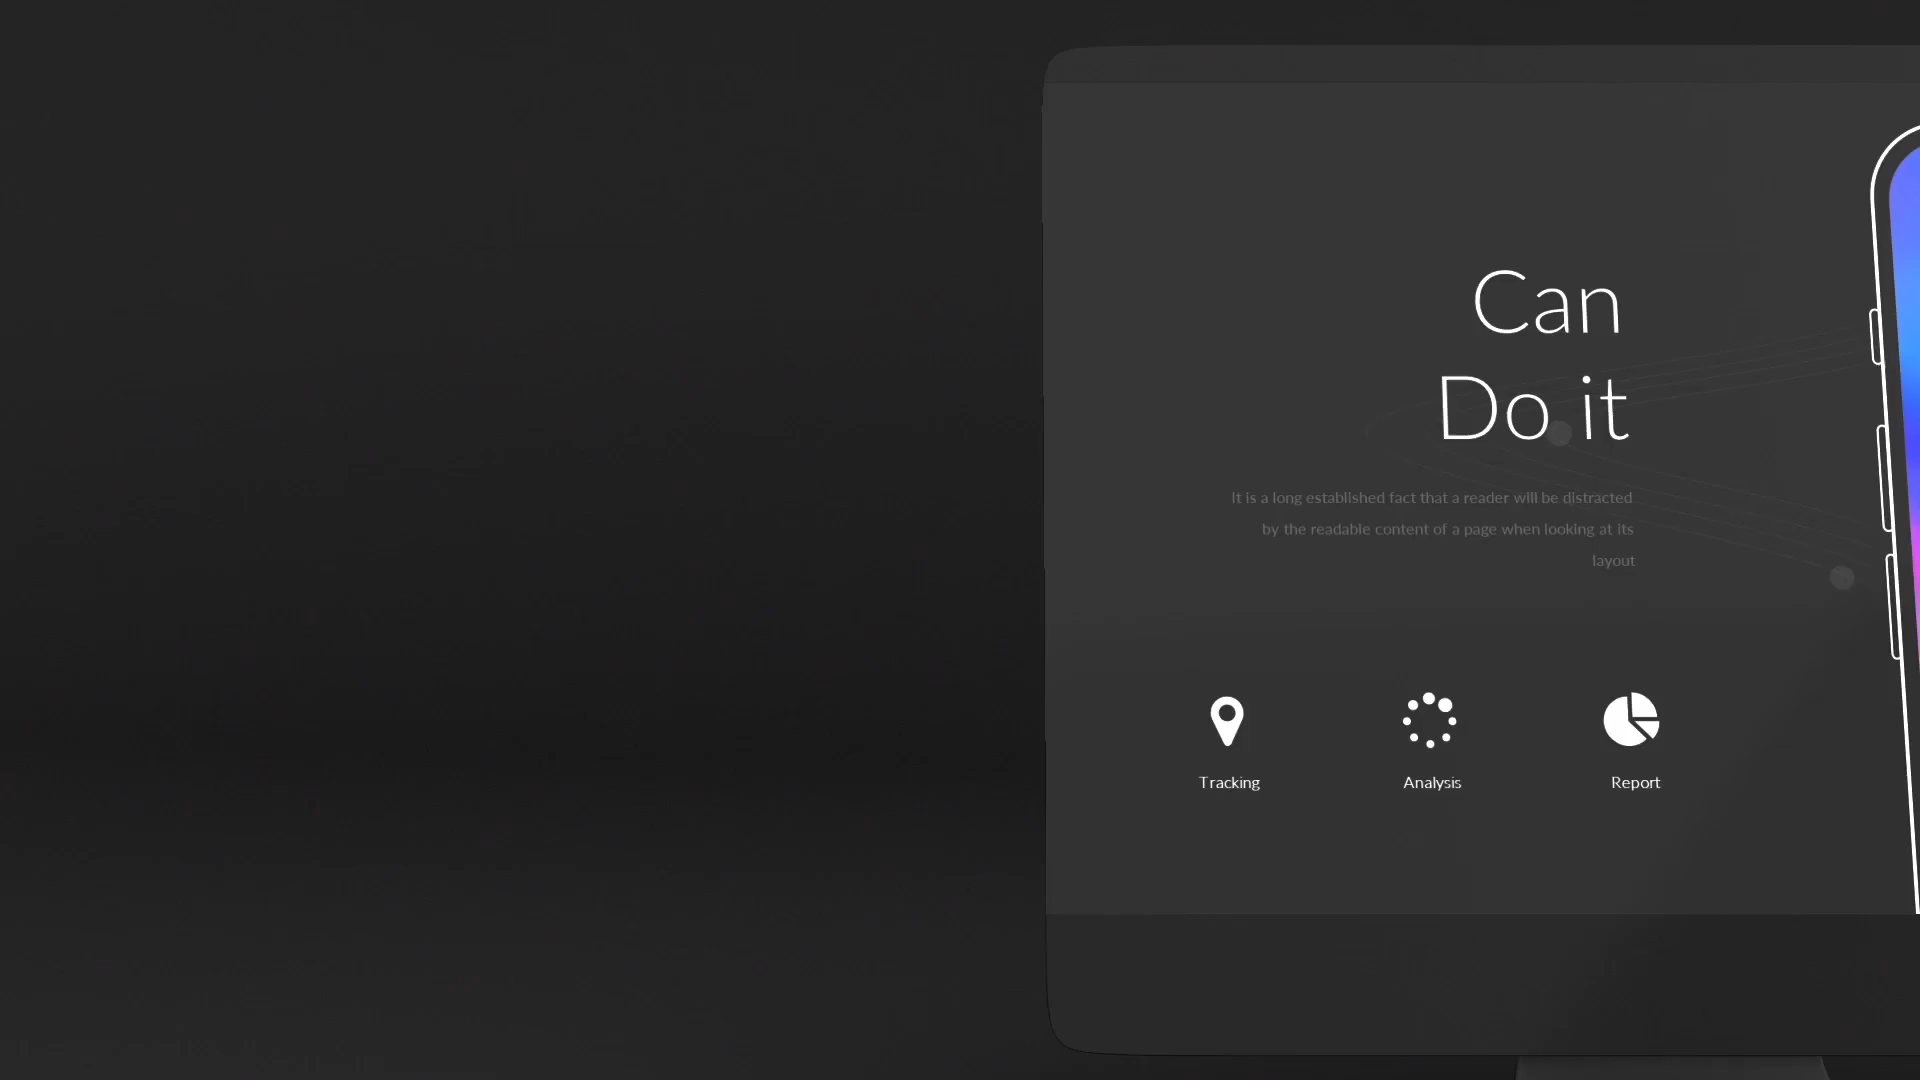 Can
Do it
It is a long established fact that a reader will be distracted
by the readable content of a page when looking at its
layout
Tracking
Analysis
Report